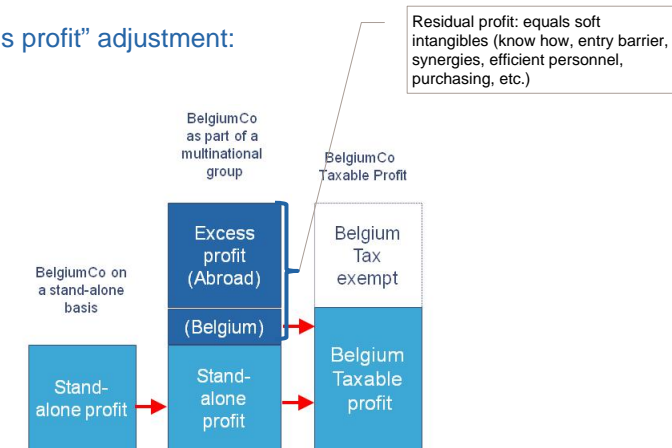 s profit” adjustment:
Residual profit: equals soft
intangibles (know how, entry barrier,
synergies, efficient personnel,
purchasing, etc.)
BelgiumCo
as part of a
multinational
group
BelgiumCo
Taxable Profit
Excess
profit
(Abroad)
Belgium
Tax
exempt
BelgiumCo on
a stand-alone
basis
(Belgium)
Stand-
alone profit
Stand-
alone
profit
Belgium
Taxable
profit